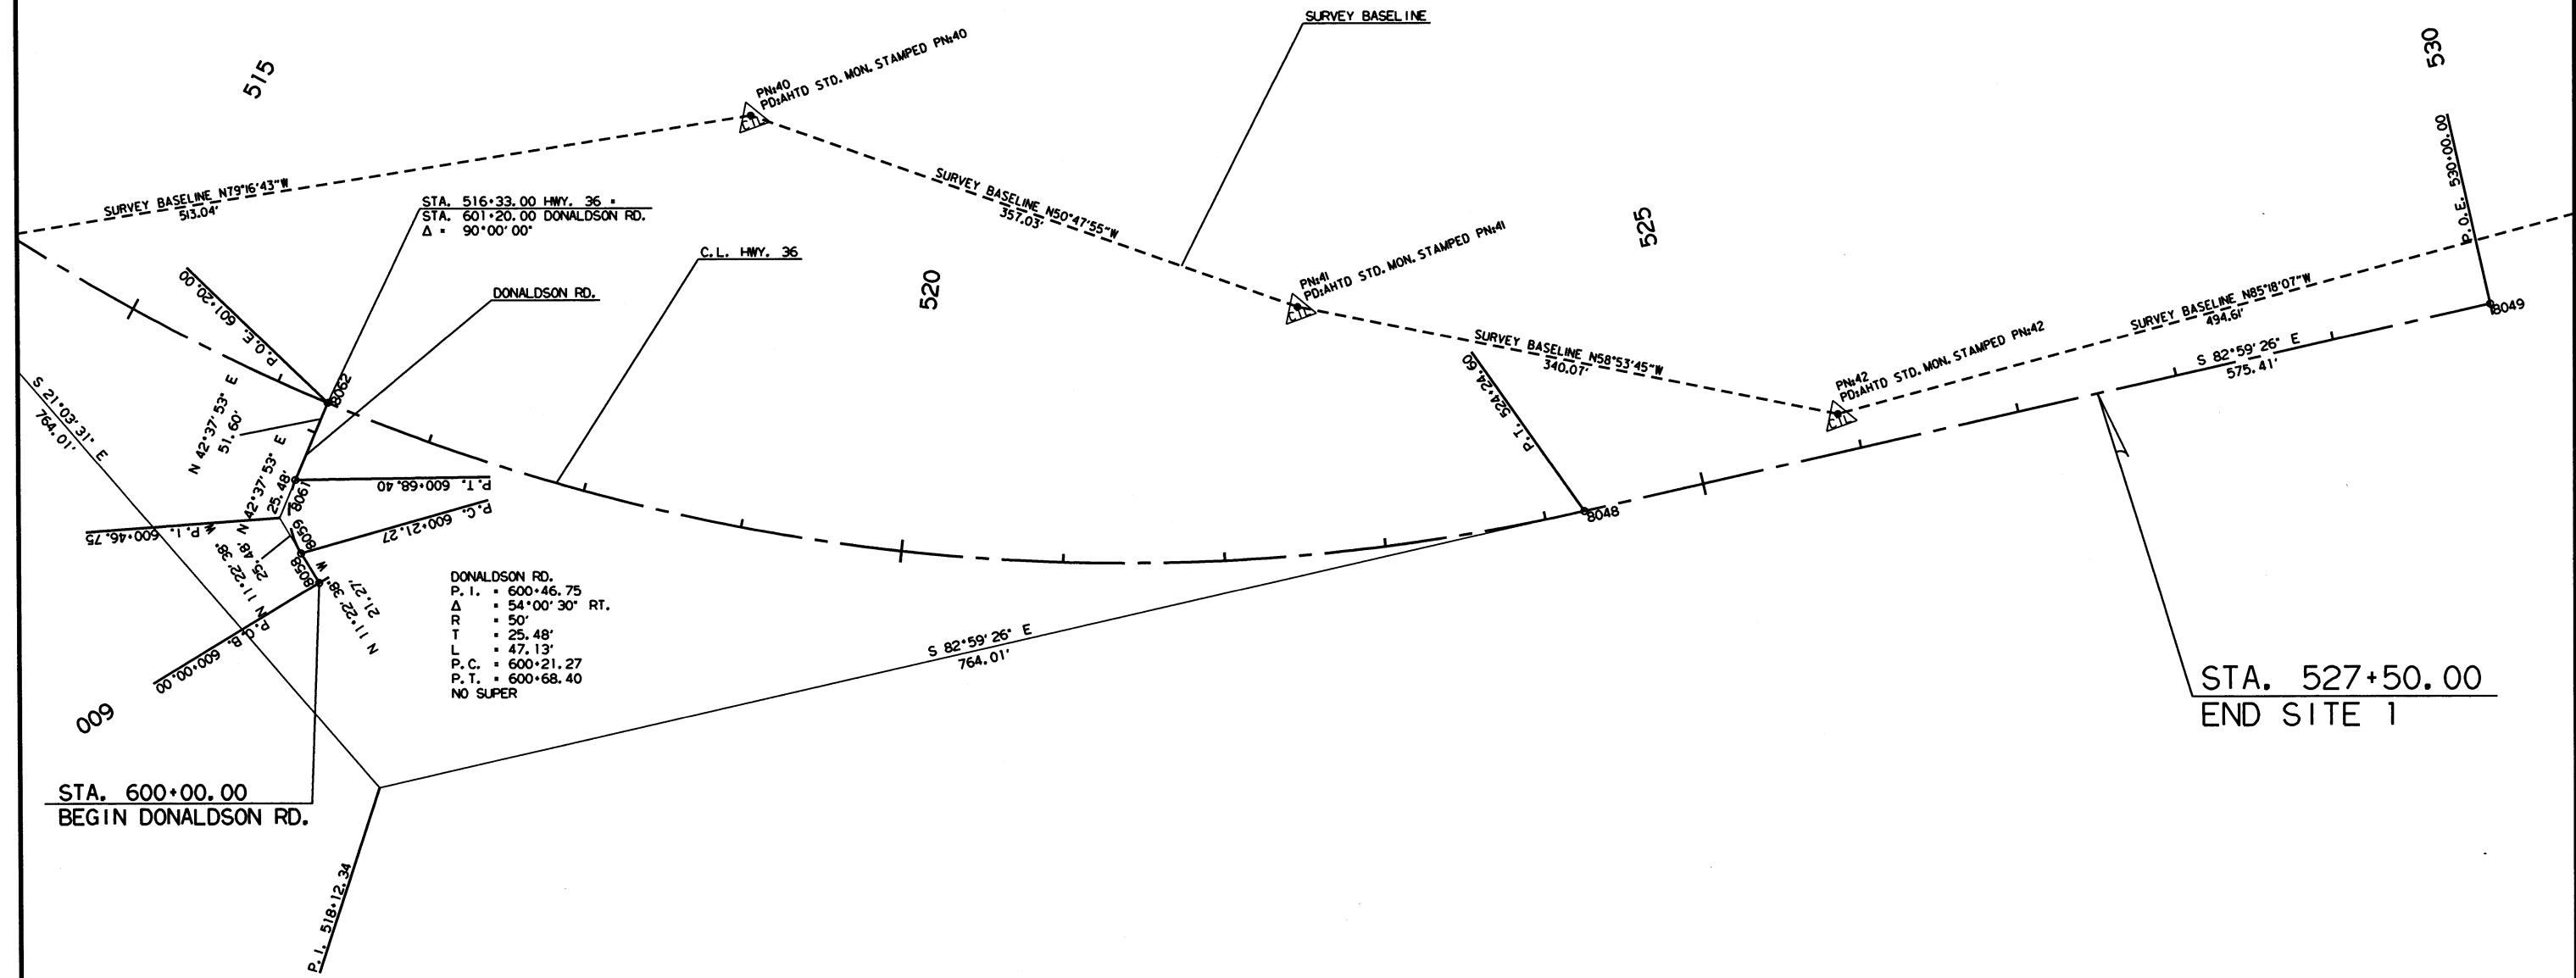 SURVEY BASELINE
515
530
PN:40
PD:AHTD STD. MON. STAMPED PN:40
P.O.E. 530+00.00
SURVEY BASELINE N79°16'43"W
513.04'
STA. 516+33.00 HWY. 36 =
STA. 601+20.00 DONALDSON RD.
Δ = 90°00'00"
SURVEY BASELINE N50°47'55"W
357.03'
525
C.L. HWY. 36
PN:41
PD:AHTD STD. MON. STAMPED PN:41
520
DONALDSON RD.
P.O.E. 601+20.00
SURVEY BASELINE N85°18'07"W
494.61'
8049
SURVEY BASELINE N58°53'45"W
340.07'
PN:42
PD:AHTD STD. MON. STAMPED PN:42
S 82°59'26" E
575.41'
8062
S 21°03'31" E
764.01'
N 42°37'53" E
51.60'
P.T. 524+24.60
8048
N 42°37'53" E
25.48'
8061
P.T. 600+68.40
P.C. 600+21.27
P.I. 600+46.75
8059
N 11°22'38" W
25.48'
8058
N 11°22'38" W
21.27'
P.O.B. 600+00.00
DONALDSON RD.
P.I. = 600+46.75
Δ = 54°00'30" RT.
R = 50'
T = 25.48'
L = 47.13'
P.C. = 600+21.27
P.T. = 600+68.40
NO SUPER
S 82°59'26" E
764.01'
600
STA. 527+50.00
END SITE 1
STA. 600+00.00
BEGIN DONALDSON RD.
P.I. 518+12.34
CTL
CTL
CTL